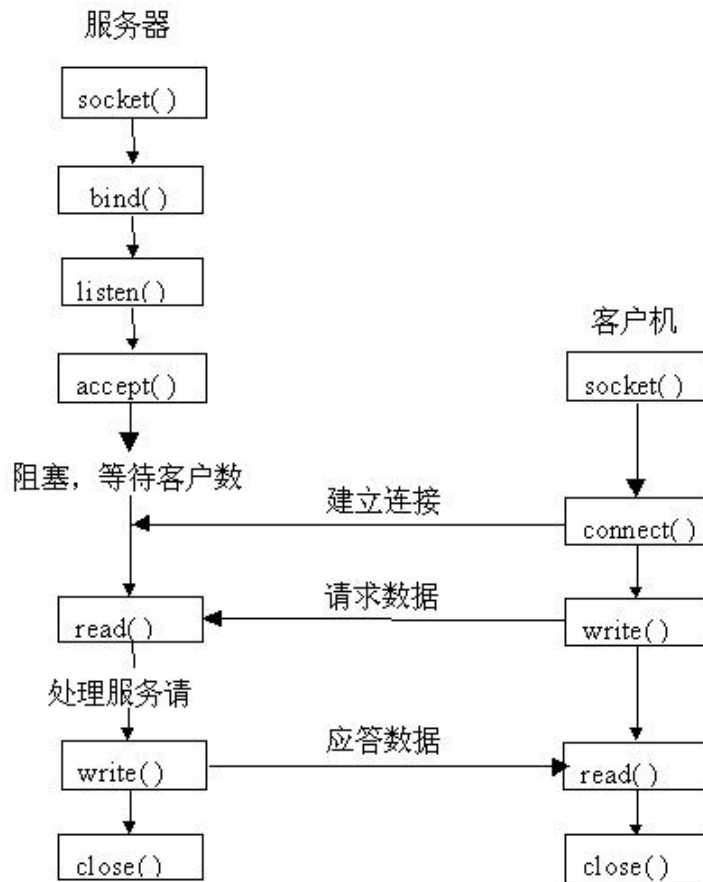 服务器
socket()
bind()
listen()
accept()
阻塞，等待客户数
read()
处理服务请
write()
close()
建立连接
请求数据
应答数据
客户机
socket()
connect()
write()
read()
close()